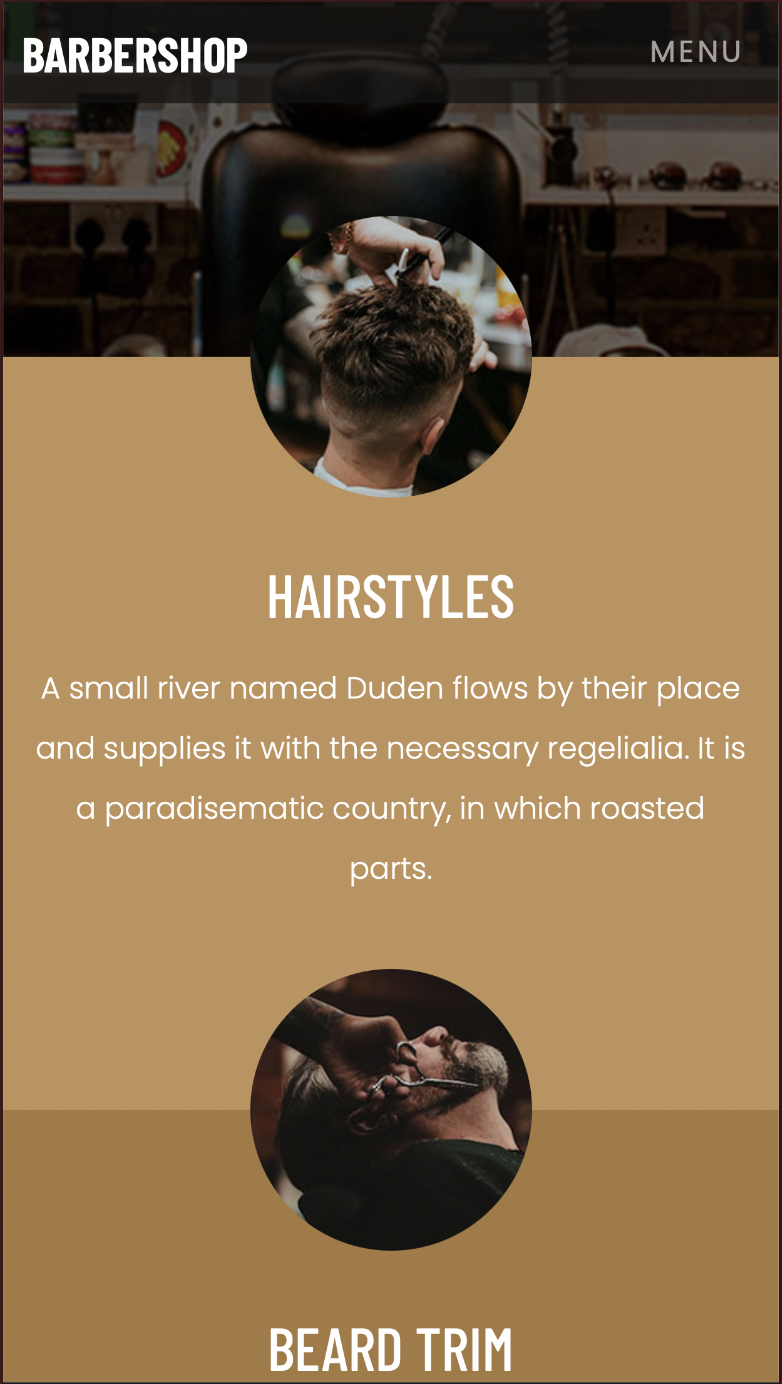 BARBERSHOP
MENU
HAIRSTYLES
A small river named Duden flows by their place
and supplies it with the necessary regelialia. It is
a paradisematic country, in which roasted
parts.
BEARD TRIM